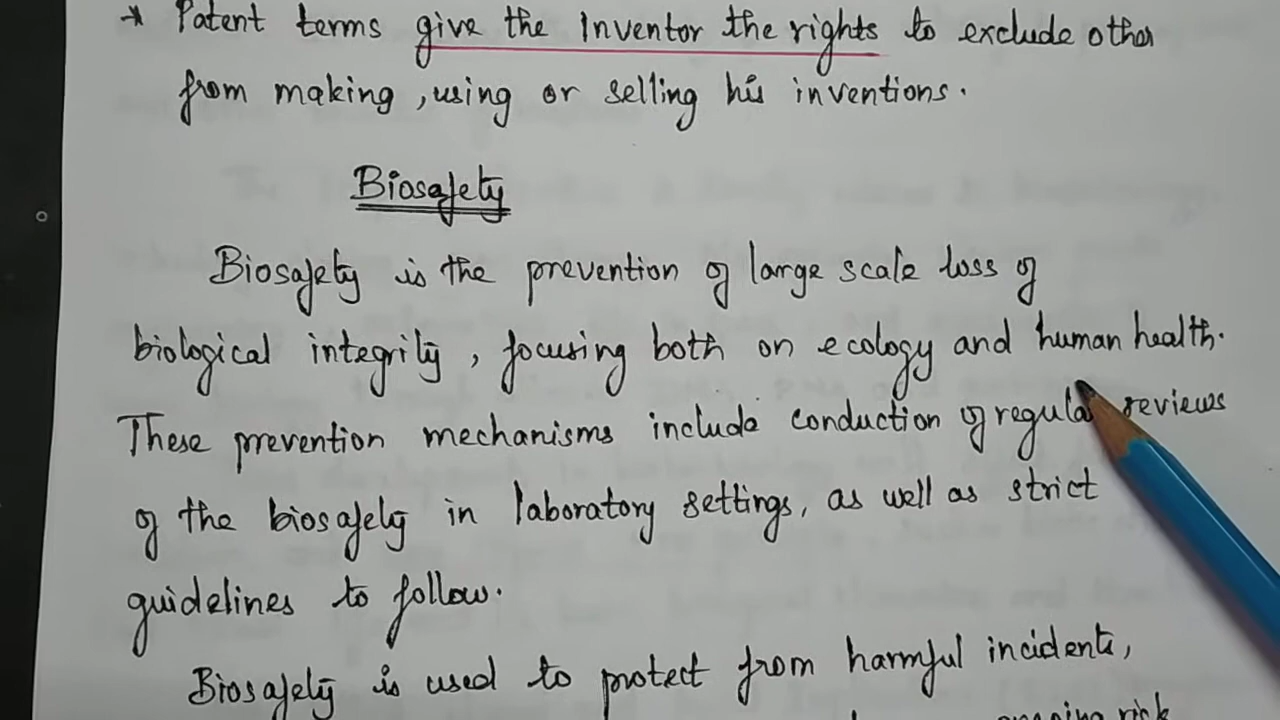 * Patent terms give the Inventor the rights to exclude other
from making, using or selling his inventions.
Biosafety
Biosafety is the prevention of large scale loss of
biological integrity, focusing both on ecology and human health.
These prevention mechanisms include conduction of regular reviews
of the biosafety in laboratory settings, as well as strict
guidelines to follow.
Biosafety is used to protect from harmful incidents,
risk